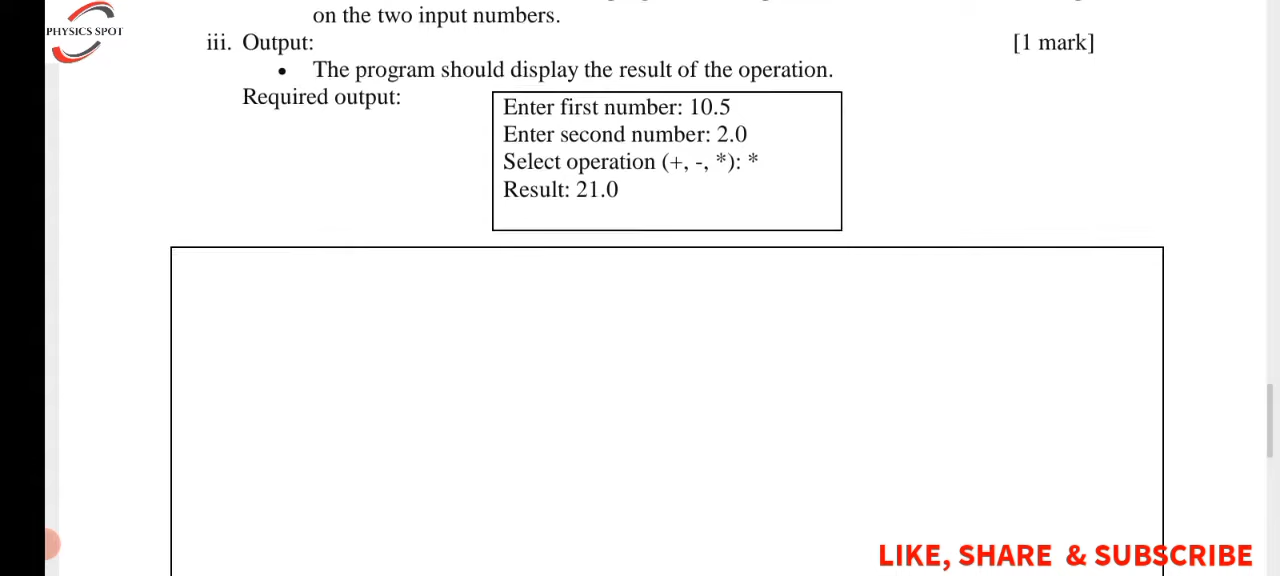 on the two input numbers.
PHYSICS SPOT
iii. Output: [1 mark]
• The program should display the result of the operation.
Required output:
Enter first number: 10.5
Enter second number: 2.0
Select operation (+, -, *): *
Result: 21.0
LIKE, SHARE & SUBSCRIBE